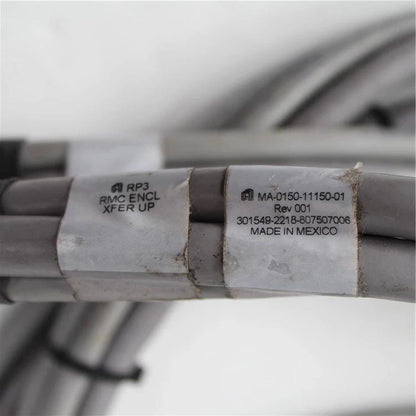 RP3
RMC ENCL
XFER UP
MA-0150-11150-01
Rev 001
301549-2218-807507006
MADE IN MEXICO